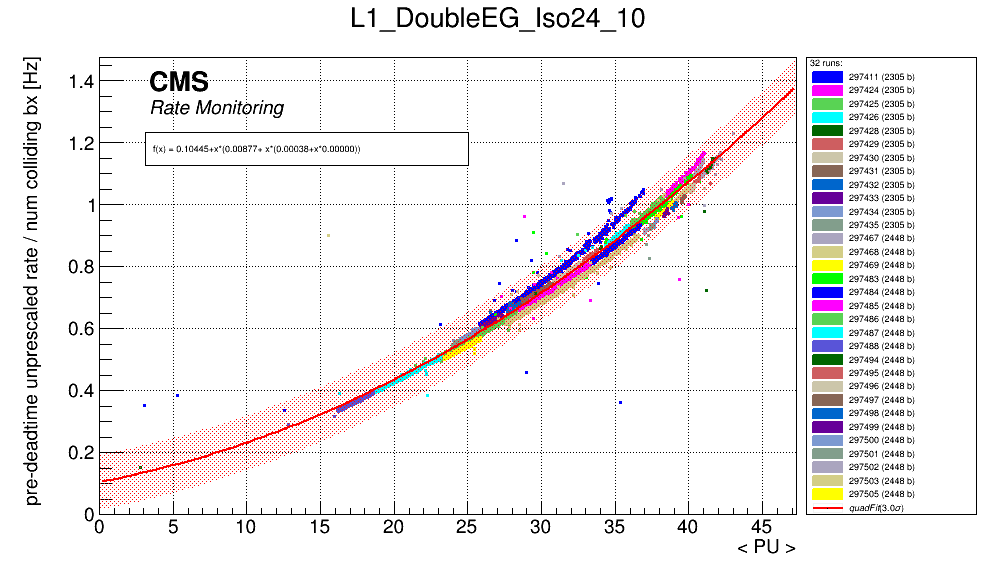 L1_DoubleEG_Iso24_10
pre-deadtime unprescaled rate / num colliding bx [Hz]
CMS
Rate Monitoring
f(x) = 0.10445+x*(0.00877+ x*(0.00038+x*0.00000))
1.4
1.2
1
0.8
0.6
0.4
0.2
0
0 5 10 15 20 25 30 35 40 45
< PU >
32 runs:
297411 (2305 b)
297424 (2305 b)
297425 (2305 b)
297426 (2305 b)
297428 (2305 b)
297429 (2305 b)
297430 (2305 b)
297431 (2305 b)
297432 (2305 b)
297433 (2305 b)
297434 (2305 b)
297435 (2305 b)
297467 (2448 b)
297468 (2448 b)
297469 (2448 b)
297483 (2448 b)
297484 (2448 b)
297485 (2448 b)
297486 (2448 b)
297487 (2448 b)
297488 (2448 b)
297494 (2448 b)
297495 (2448 b)
297496 (2448 b)
297497 (2448 b)
297498 (2448 b)
297499 (2448 b)
297500 (2448 b)
297501 (2448 b)
297502 (2448 b)
297503 (2448 b)
297505 (2448 b)
quadFit(3.0σ)